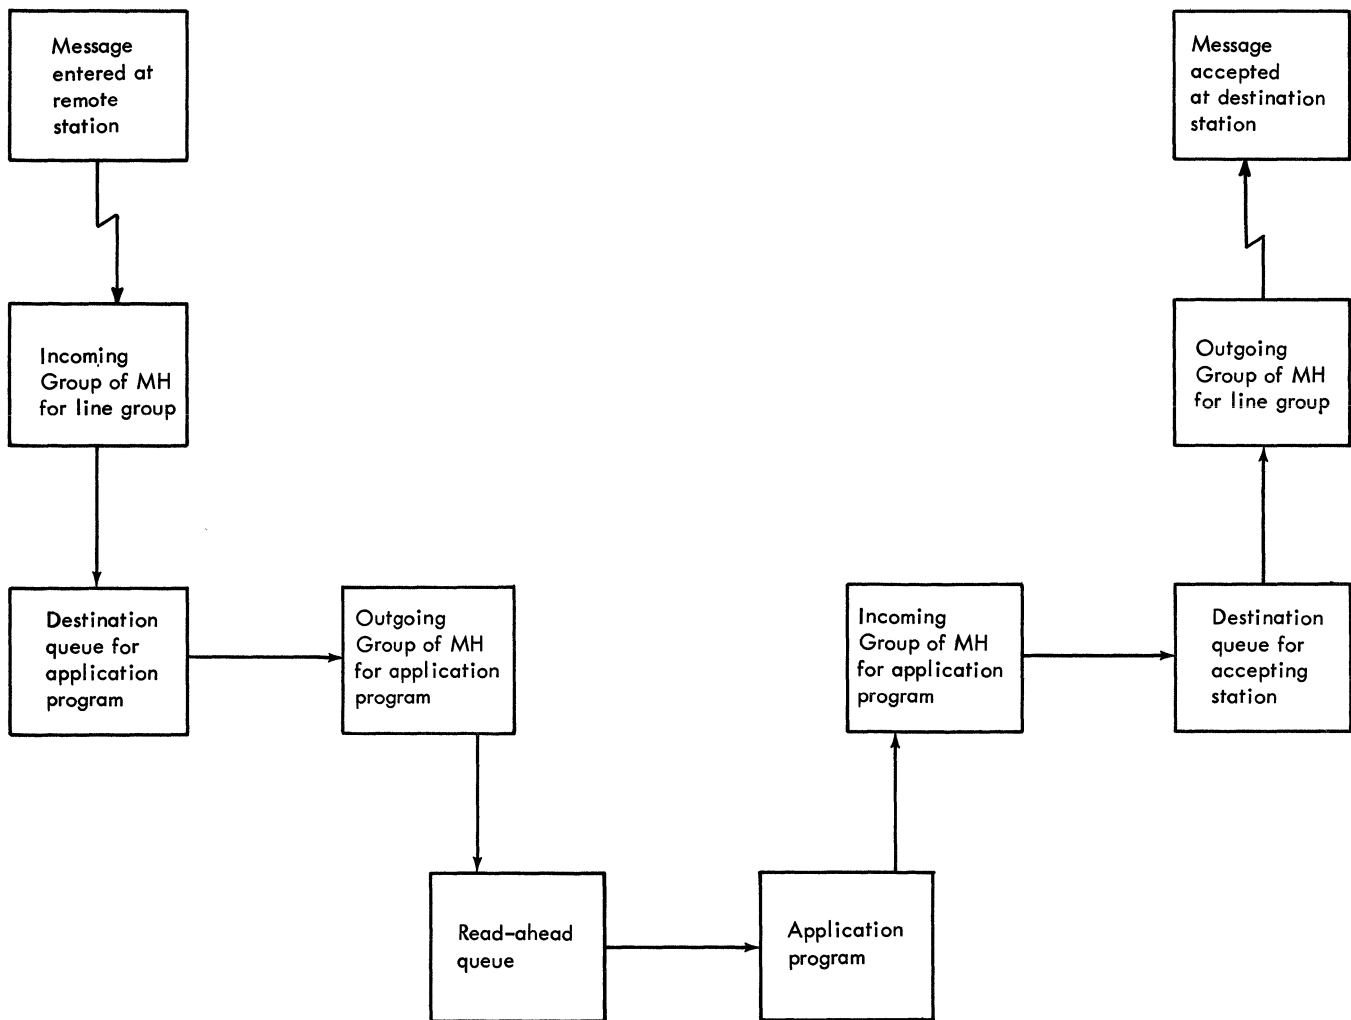 Message
entered at
remote
station
Message
accepted
at destination
station
Incoming
Group of MH
for line group
Outgoing
Group of MH
for line group
Destination
queue for
application
program
Outgoing
Group of MH
for application
program
Incoming
Group of MH
for application
program
Destination
queue for
accepting
station
Read-ahead
queue
Application
program